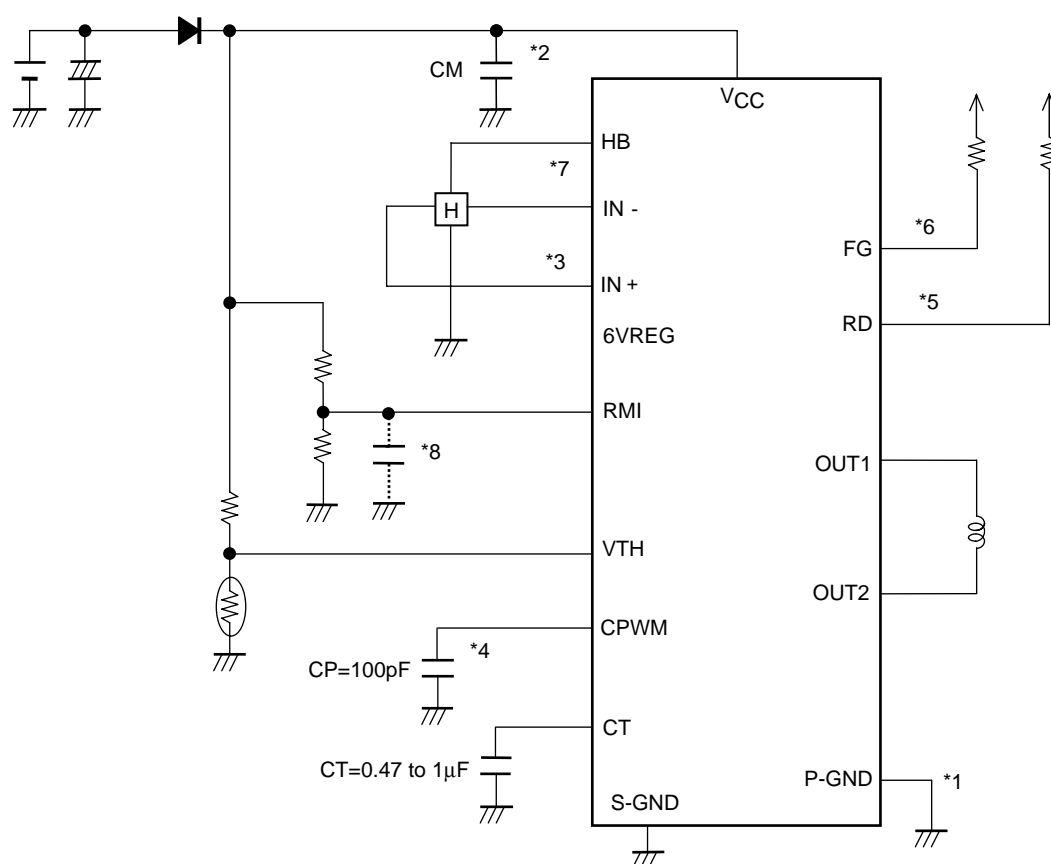 *2
CM
VCC
HB
*7
H
IN -
*6
FG
*3
IN +
*5
RD
6VREG
RMI
*8
OUT1
VTH
OUT2
CPWM
*4
CP=100pF
CT
CT=0.47 to 1μF
P-GND
*1
S-GND